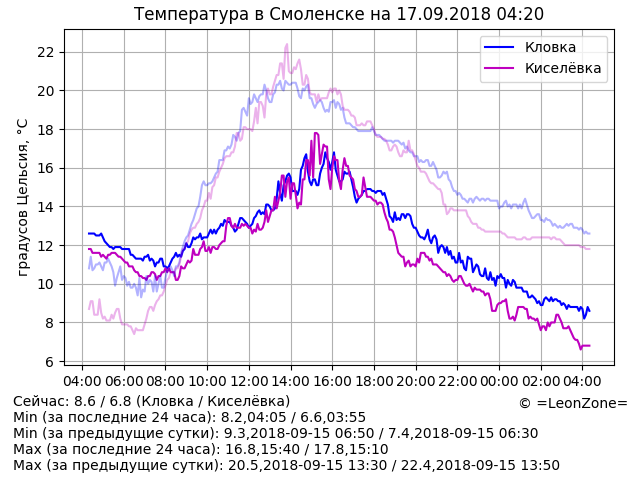 Температура в Смоленске на 17.09.2018 04:20
градусов Цельсия, °C
22
20
18
16
14
12
10
8
6
Кловка
Киселёвка
04:00 06:00 08:00 10:00 12:00 14:00 16:00 18:00 20:00 22:00 00:00 02:00 04:00
Сейчас: 8.6 / 6.8 (Кловка / Киселёвка)
© =LeonZone=
Min (за последние 24 часа): 8.2,04:05 / 6.6,03:55
Min (за предыдущие сутки): 9.3,2018-09-15 06:50 / 7.4,2018-09-15 06:30
Max (за последние 24 часа): 16.8,15:40 / 17.8,15:10
Max (за предыдущие сутки): 20.5,2018-09-15 13:30 / 22.4,2018-09-15 13:50